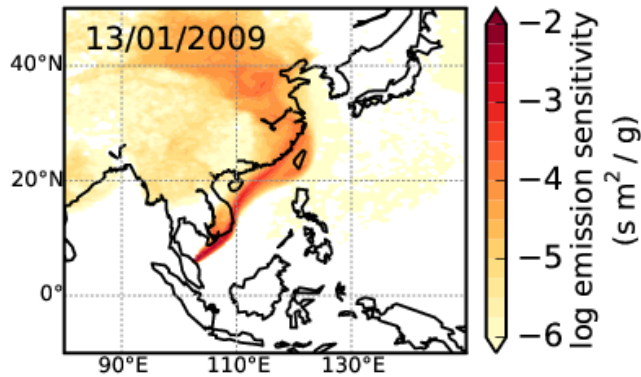 13/01/2009
40°N
20°N
0°
90°E 110°E 130°E
−2
−3
−4
−5
−6
log emission sensitivity
(s m² / g)